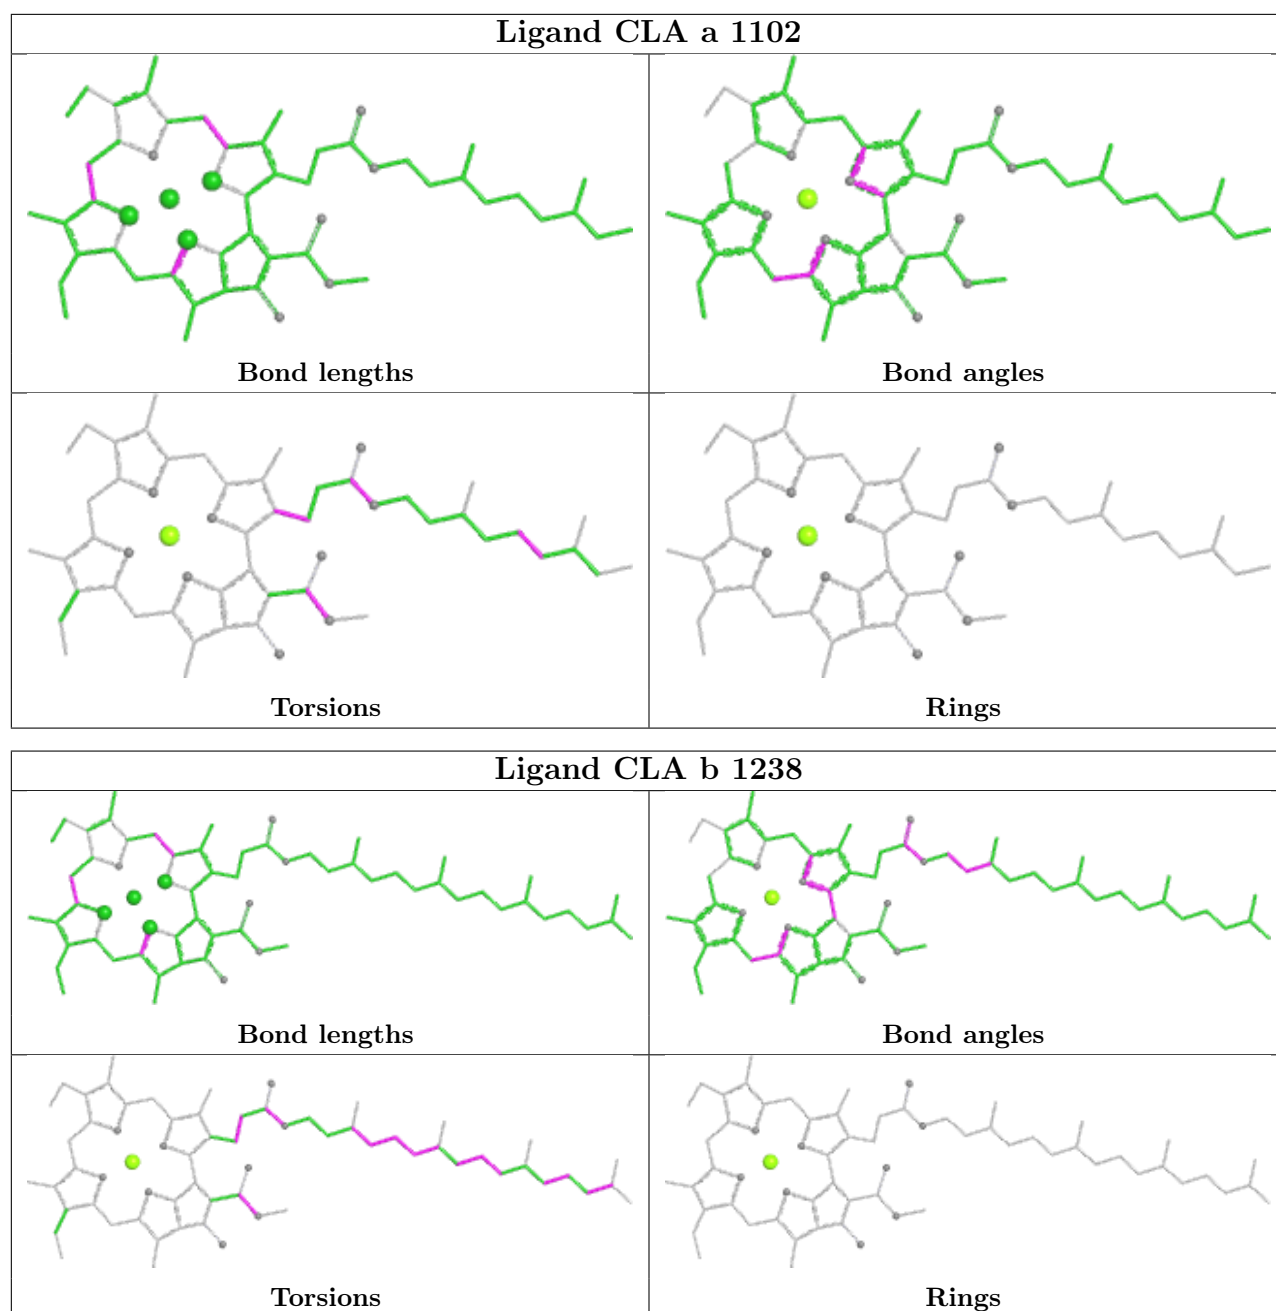 Ligand CLA a 1102
Bond lengths
Bond angles
Torsions
Rings
Ligand CLA b 1238
Bond lengths
Bond angles
Torsions
Rings